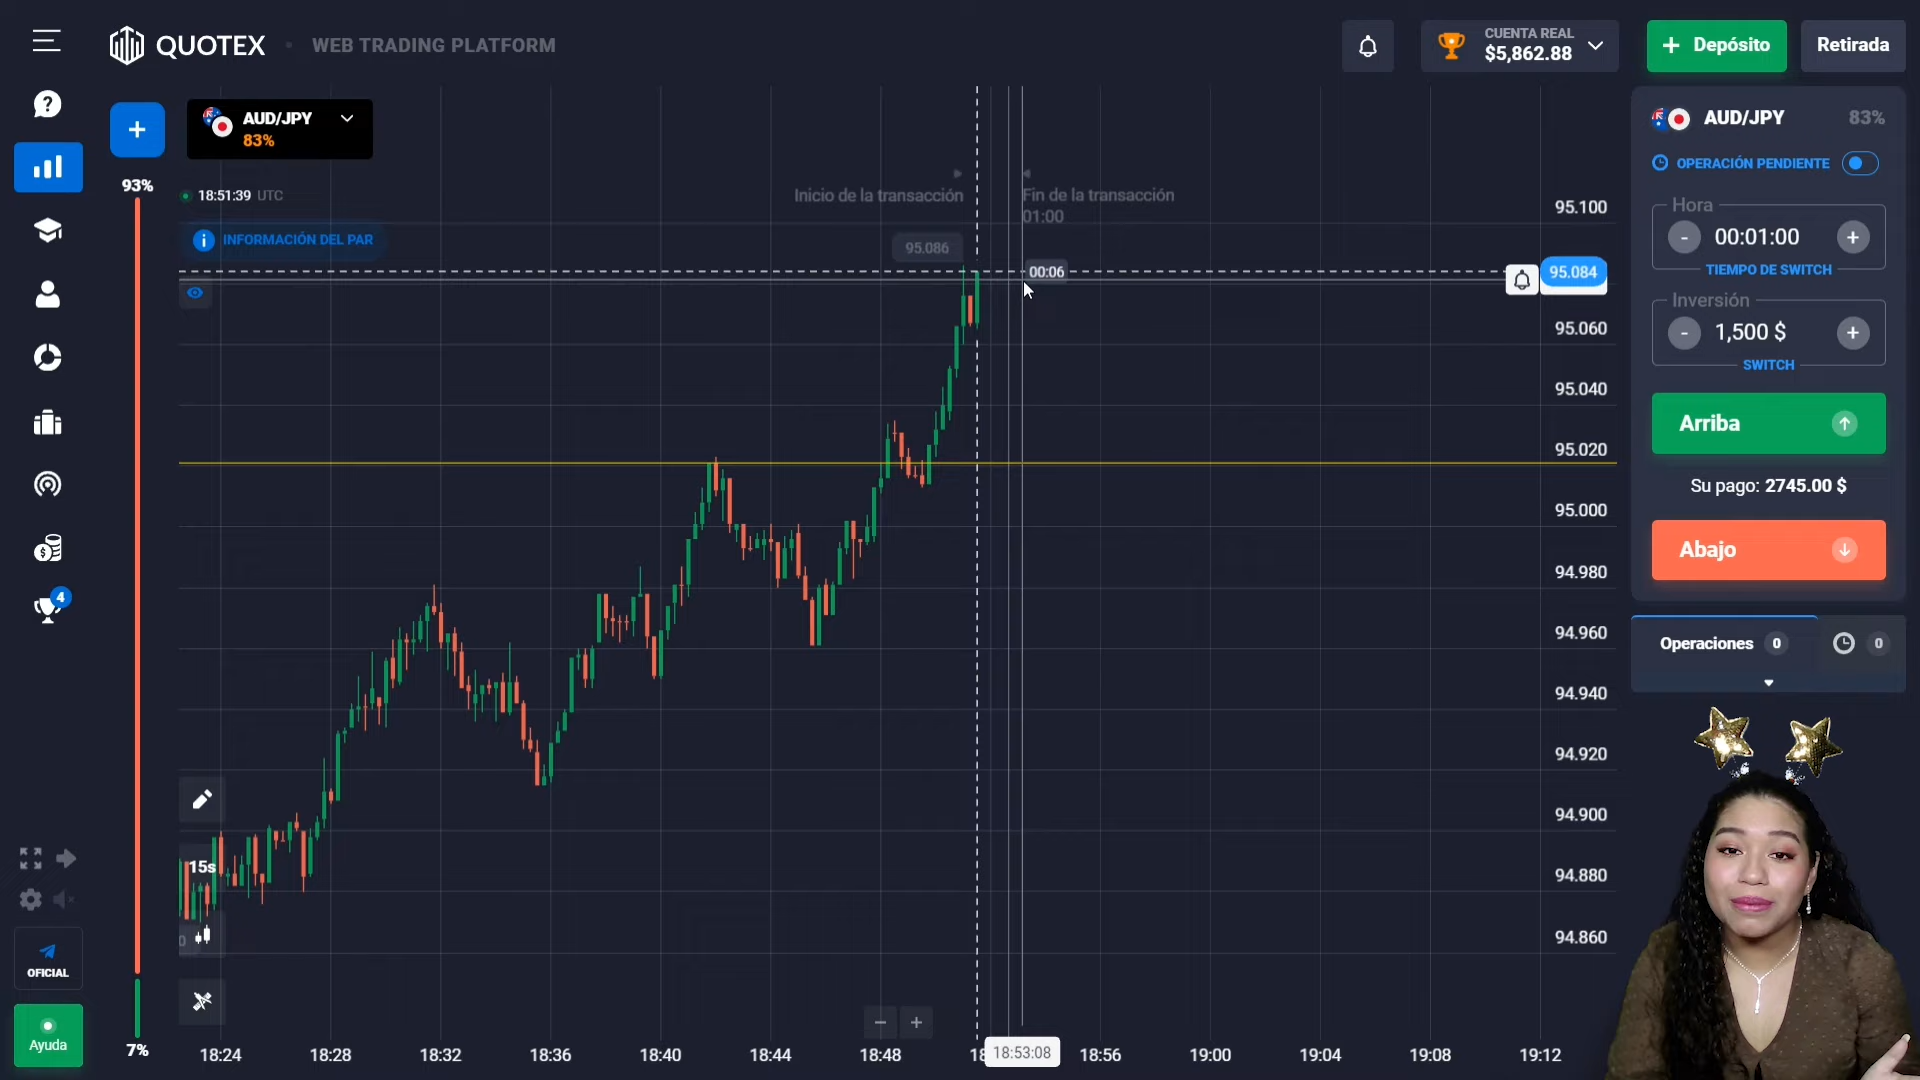 QUOTEX
WEB TRADING PLATFORM
CUENTA REAL
$5,862.88
+ Depósito
Retirada
+
AUD/JPY
83%
93%
18:51:39 UTC
INFORMACIÓN DEL PAR
Inicio de la transacción
Fin de la transacción
01:00
95.086
00:06
95.100
95.084
95.060
95.040
95.020
95.000
94.980
94.960
94.940
94.920
94.900
94.880
94.860
AUD/JPY
83%
OPERACIÓN PENDIENTE
Hora
- 00:01:00 +
TIEMPO DE SWITCH
Inversión
- 1,500 $ +
SWITCH
Arriba
Su pago: 2745.00 $
Abajo
Operaciones 0
0
4
15s
OFICIAL
Ayuda
7%
− +
18:24
18:28
18:32
18:36
18:40
18:44
18:48
18:53:08
18:56
19:00
19:04
19:08
19:12